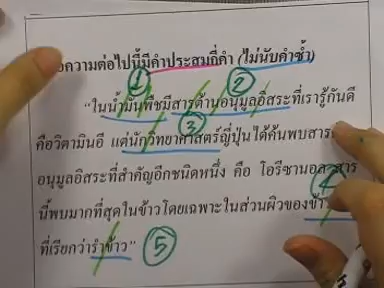 ข้อความต่อไปนี้มีคำประสมกี่คำ (ไม่นับคำซ้ำ)
① ②
"ในน้ำมันพืชมีสารต้านอนุมูลอิสระที่เรารู้กันดี
③
คือวิตามินอี แต่นักวิทยาศาสตร์ญี่ปุ่นได้ค้นพบสาร
อนุมูลอิสระที่สำคัญอีกชนิดหนึ่ง คือ โอรีซานอล สาร
นี้พบมากที่สุดในข้าวโดยเฉพาะในส่วนผิวของข้าว
ที่เรียกว่ารำข้าว" ⑤